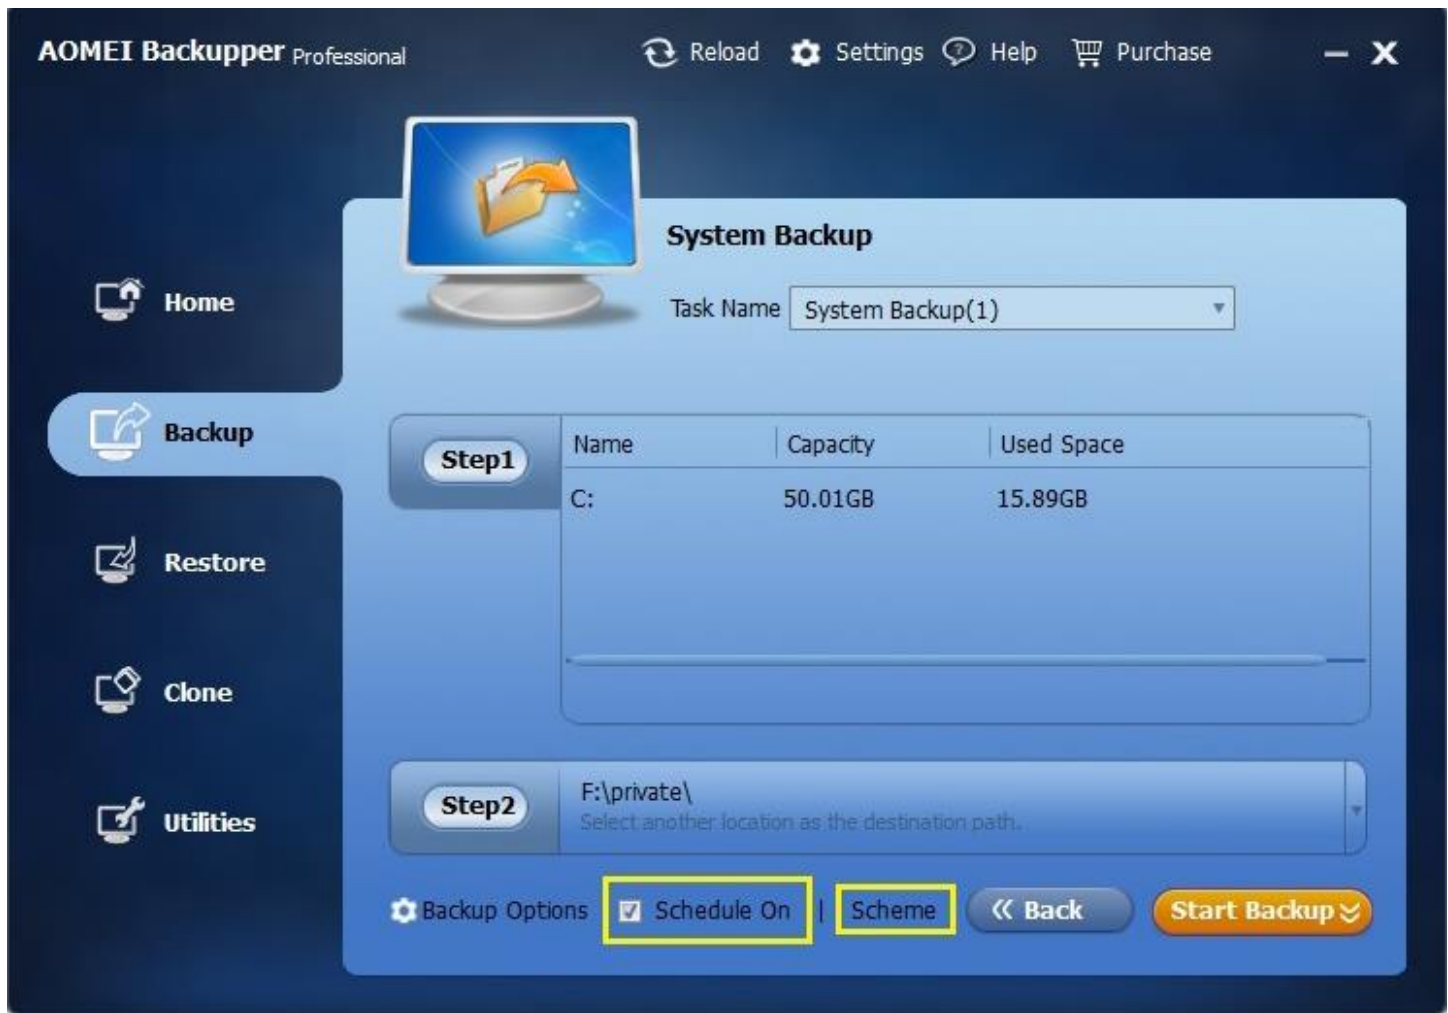 AOMEI Backupper Professional
Reload Settings Help Purchase
System Backup
Task Name System Backup(1)
Home
Backup
Restore
Clone
Utilities
Step1
Name Capacity Used Space
C: 50.01GB 15.89GB
Step2
F:\private\
Select another location as the destination path.
Backup Options Schedule On | Scheme << Back Start Backup